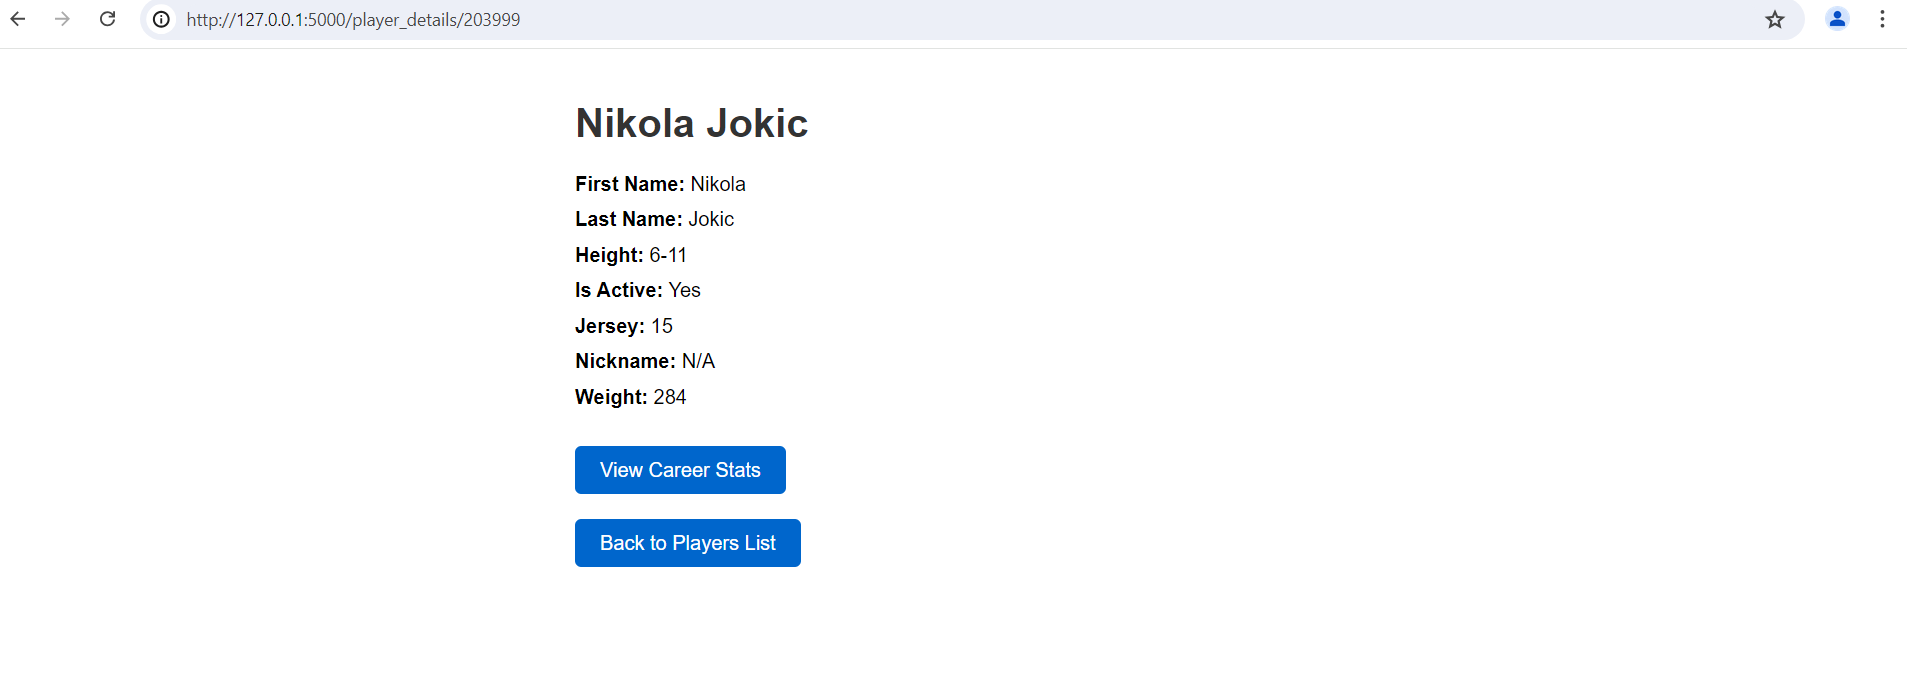 http://127.0.0.1:5000/player_details/203999
Nikola Jokic
First Name: Nikola
Last Name: Jokic
Height: 6-11
Is Active: Yes
Jersey: 15
Nickname: N/A
Weight: 284
View Career Stats
Back to Players List